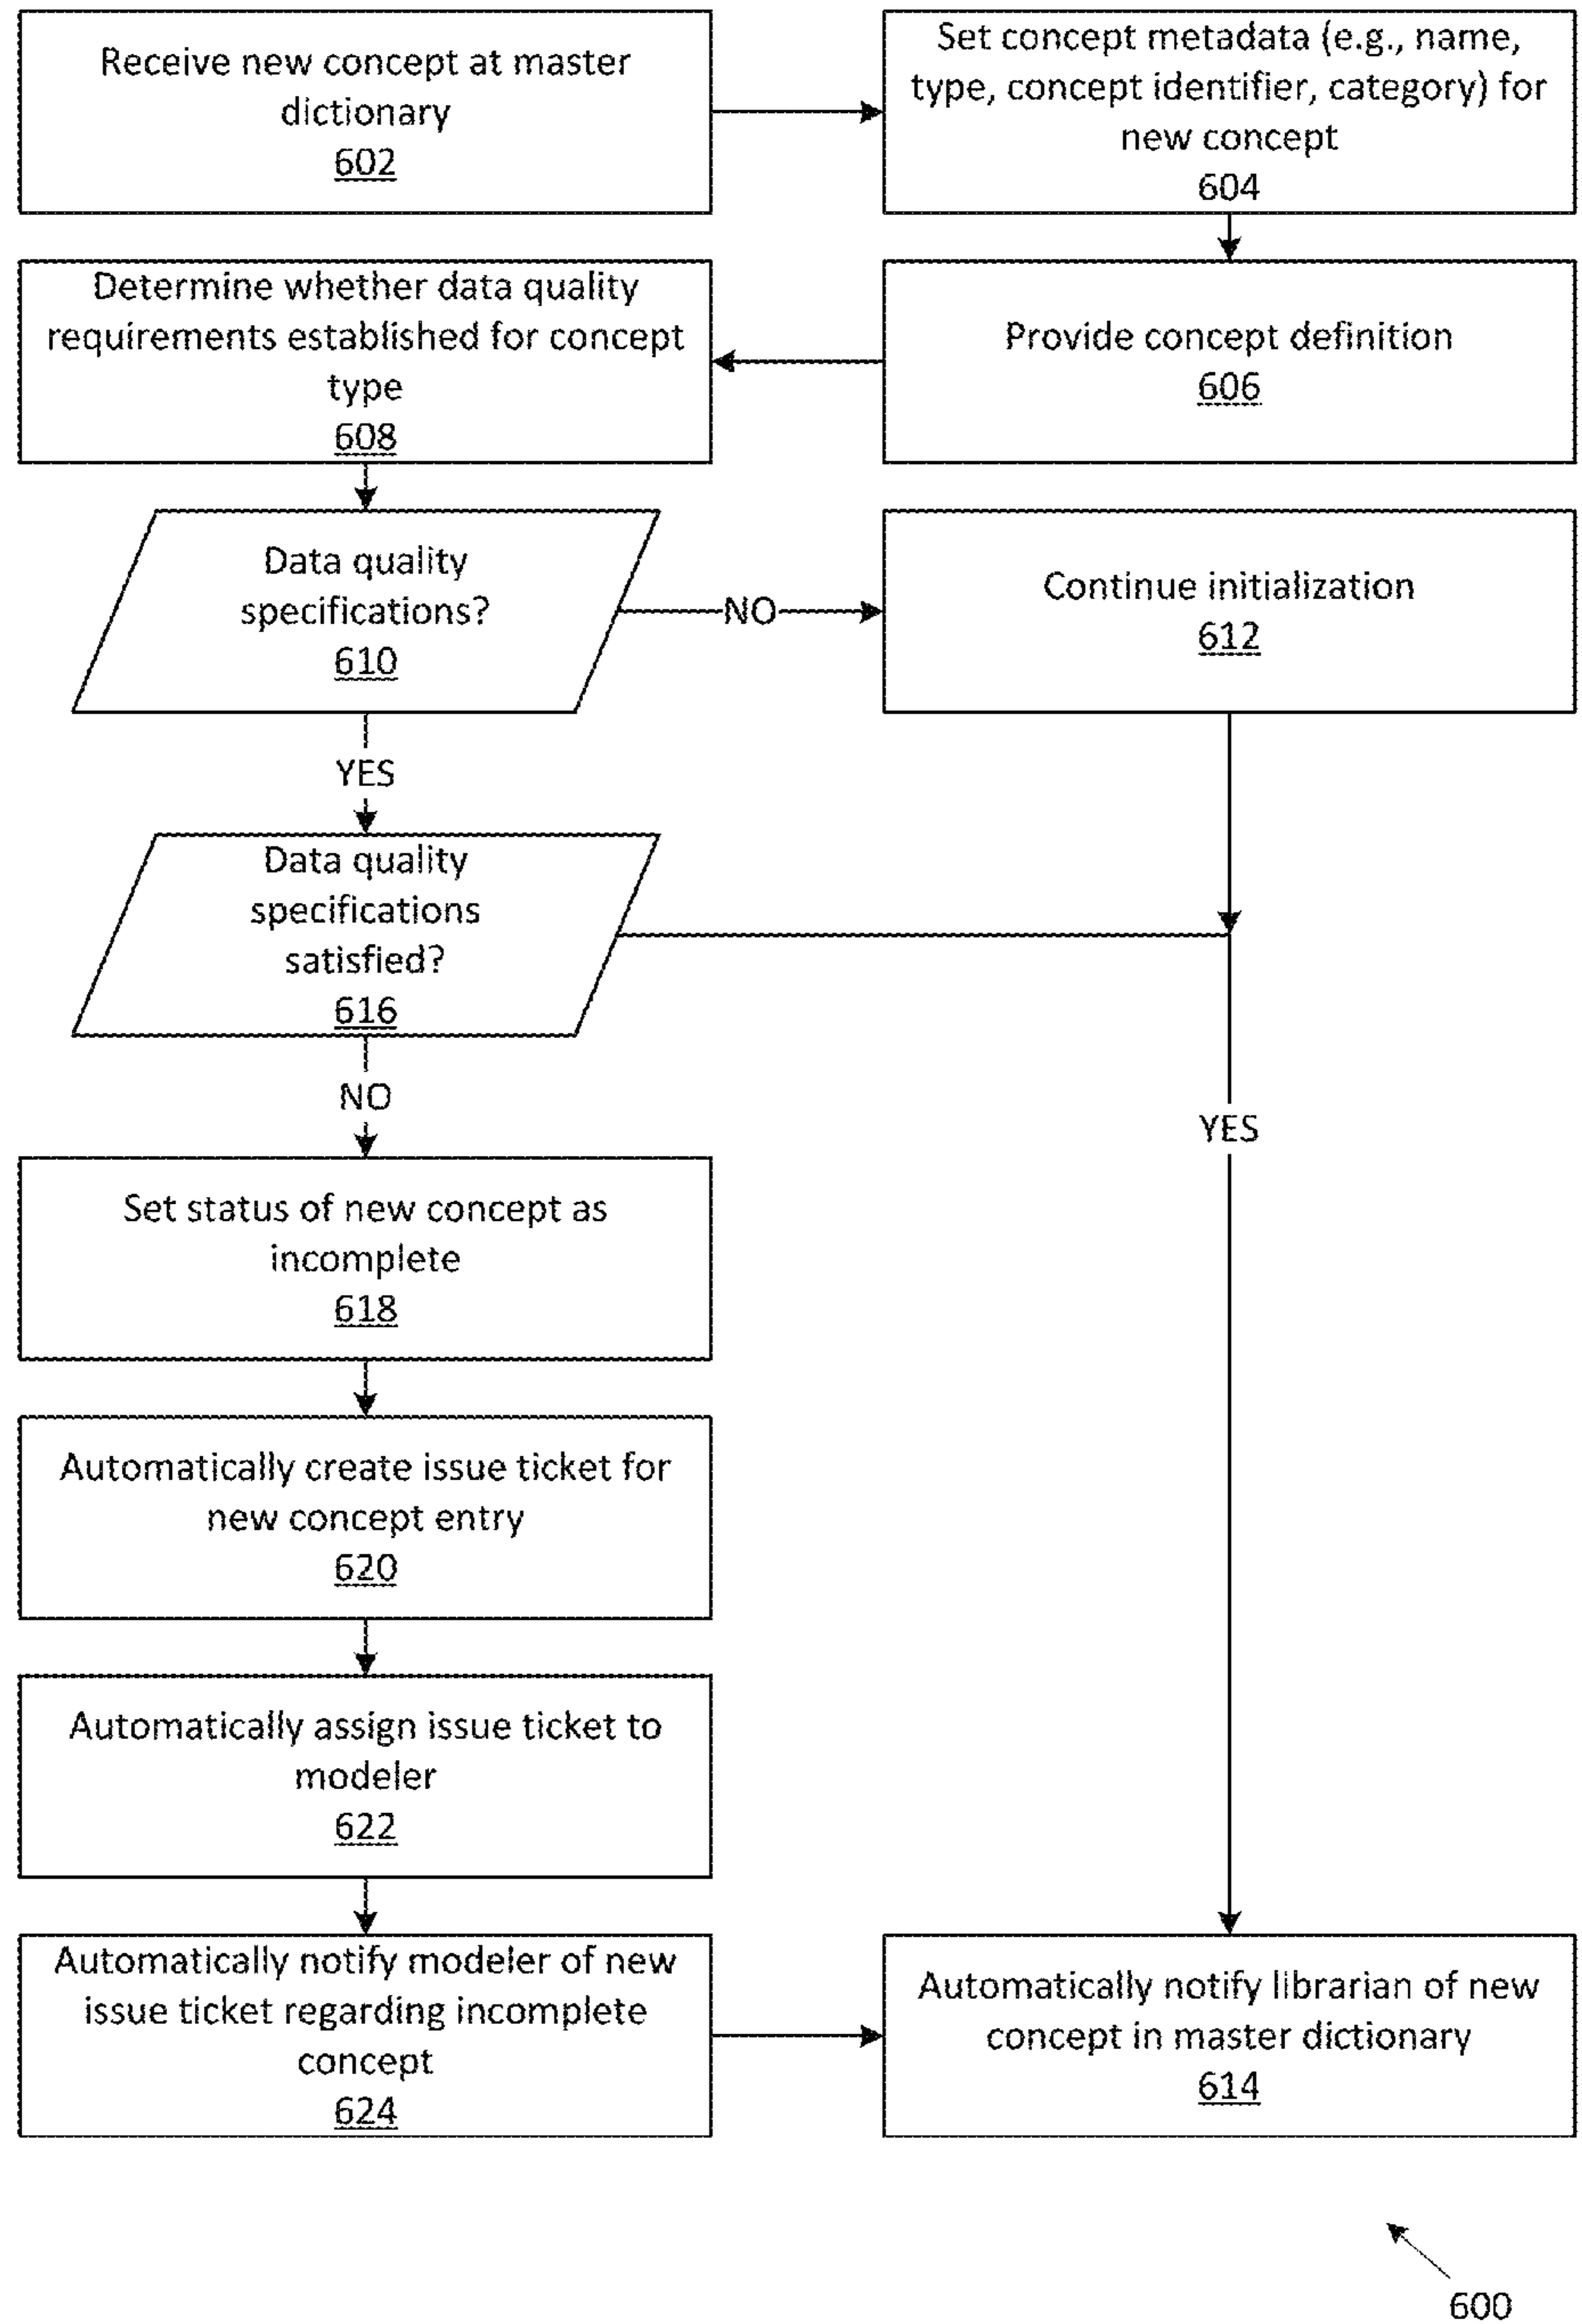 Receive new concept at master
dictionary
602
Set concept metadata (e.g., name,
type, concept identifier, category) for
new concept
604
Determine whether data quality
requirements established for concept
type
608
Provide concept definition
606
Data quality
specifications?
610
NO
Continue initialization
612
YES
Data quality
specifications
satisfied?
616
NO
YES
Set status of new concept as
incomplete
618
Automatically create issue ticket for
new concept entry
620
Automatically assign issue ticket to
modeler
622
Automatically notify modeler of new
issue ticket regarding incomplete
concept
624
Automatically notify librarian of new
concept in master dictionary
614
600